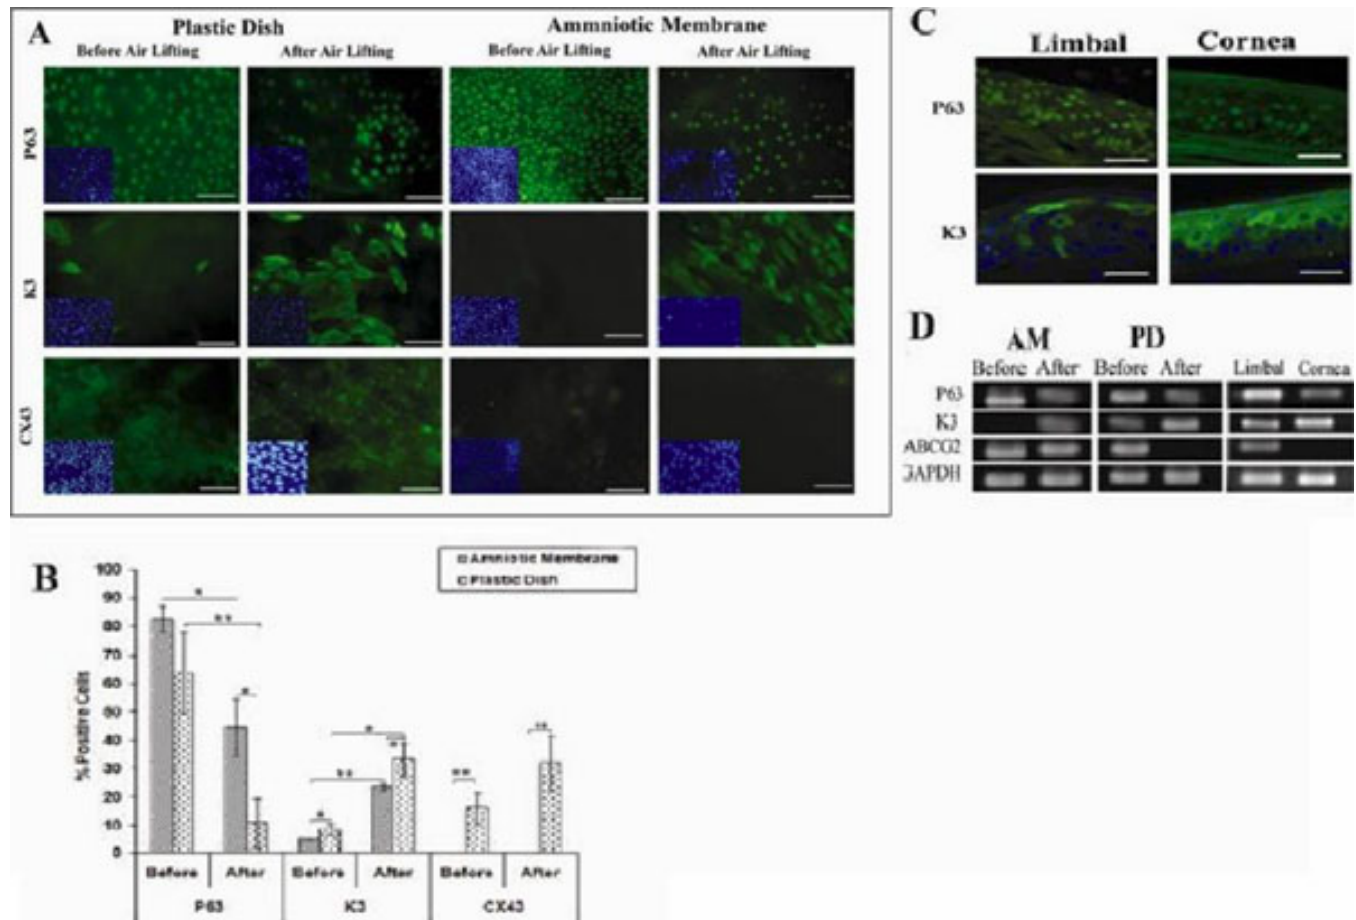 A
Plastic Dish
Ammniotic Membrane
Before Air Lifting
After Air Lifting
Before Air Lifting
After Air Lifting
P63
K3
CX43
C
Limbal
Cornea
P63
K3
D
AM
PD
Before After
Before After
Limbal Cornea
P63
K3
ABCG2
GAPDH
B
Amniotic Membrane
Plastic Dish
% Positive Cells
100
90
80
70
60
50
40
30
20
10
0
*
**
*
**
*
*
*
**
**
Before After Before After Before After
P63 K3 CX43